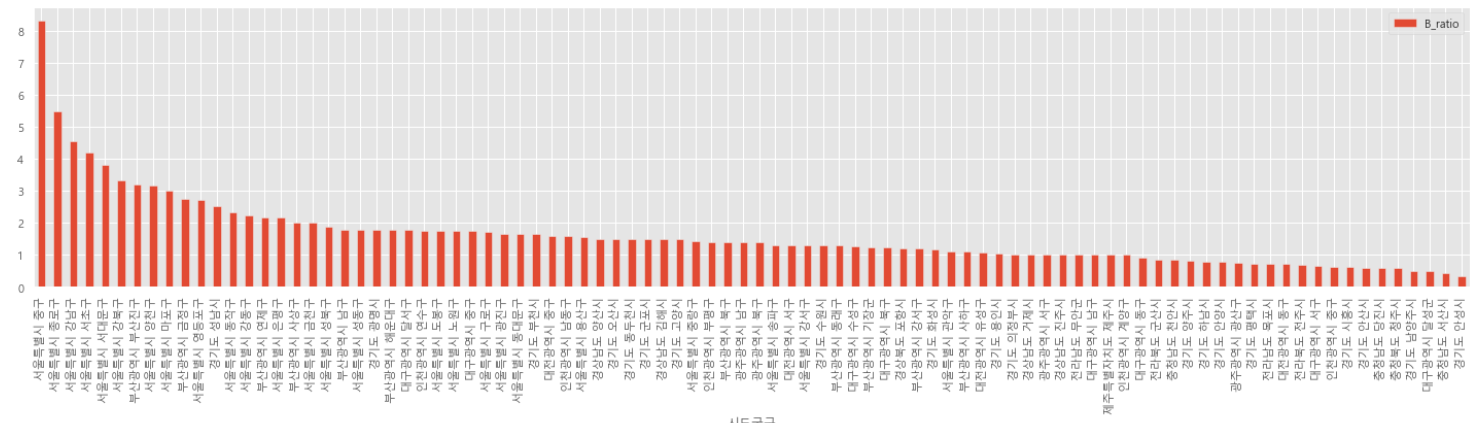 B_ratio
8
7
6
5
4
3
2
1
0
서울특별시 중구
서울특별시 종로구
서울특별시 강남구
서울특별시 서초구
서울특별시 서대문구
서울특별시 강북구
부산광역시 부산진구
서울특별시 양천구
서울특별시 마포구
부산광역시 금정구
서울특별시 영등포구
경기도 성남시
서울특별시 동작구
서울특별시 강동구
부산광역시 연제구
서울특별시 은평구
부산광역시 사상구
서울특별시 금천구
서울특별시 성북구
부산광역시 남구
서울특별시 성동구
경기도 광명시
부산광역시 해운대구
대구광역시 달서구
인천광역시 연수구
서울특별시 도봉구
서울특별시 노원구
대구광역시 중구
서울특별시 구로구
서울특별시 광진구
서울특별시 동대문구
경기도 부천시
대전광역시 중구
인천광역시 남동구
서울특별시 용산구
경상남도 양산시
경기도 오산시
경기도 동두천시
경기도 군포시
경상남도 김해시
경기도 고양시
서울특별시 중랑구
인천광역시 부평구
부산광역시 북구
광주광역시 남구
광주광역시 북구
서울특별시 송파구
대전광역시 서구
서울특별시 강서구
경기도 수원시
부산광역시 동래구
대구광역시 수성구
부산광역시 기장군
대구광역시 북구
경상북도 포항시
부산광역시 강서구
경기도 화성시
서울특별시 관악구
부산광역시 사하구
대전광역시 유성구
경기도 용인시
경기도 의정부시
경상남도 거제시
광주광역시 서구
경상남도 진주시
전라남도 무안군
대구광역시 남구
제주특별자치도 제주시
인천광역시 계양구
대구광역시 동구
전라북도 군산시
충청남도 천안시
경기도 양주시
경기도 하남시
경기도 안양시
광주광역시 광산구
경기도 평택시
전라남도 목포시
대전광역시 동구
전라북도 전주시
대구광역시 서구
인천광역시 중구
경기도 시흥시
경기도 안산시
충청남도 당진시
충청북도 청주시
경기도 남양주시
대구광역시 달성군
충청남도 서산시
경기도 안성시
시도군구